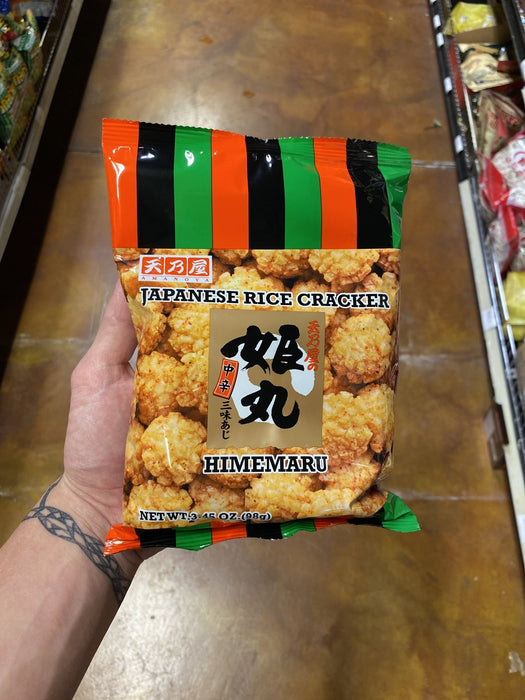 天乃屋
AMANOYA
JAPANESE RICE CRACKER
天乃屋の
姫丸
中辛
三味あじ
HIMEMARU
NET WT. 3.45 OZ. (98g)